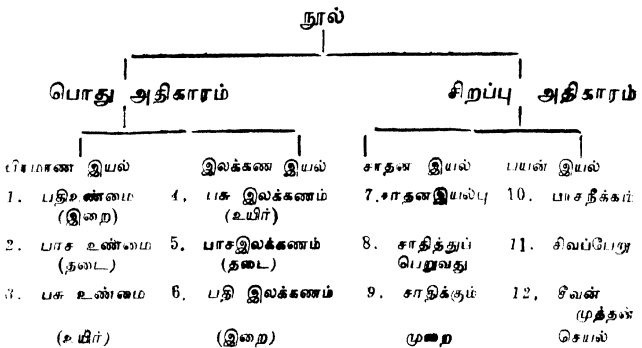 நூல்
பொது அதிகாரம் சிறப்பு அதிகாரம்
பிரமாண இயல் இலக்கண இயல் சாதன இயல் பயன் இயல்
1. பதிஉண்மை 4. பசு இலக்கணம் 7. சாதனஇயல்பு 10. பாசநீக்கம்
(இறை) (உயிர்)
2. பாச உண்மை 5. பாசஇலக்கணம் 8. சாதித்துப் 11. சிவப்பேறு
(தடை) (தடை) பெறுவது
3. பசு உண்மை 6. பதி இலக்கணம் 9. சாதிக்கும் 12. சீவன்
முத்தன்
(உயிர்) (இறை) முறை செயல்